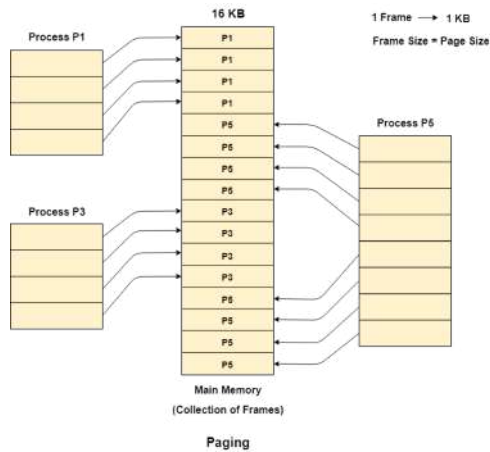 16 KB
1 Frame → 1 KB
Frame Size = Page Size
Process P1
P1
P1
P1
P1
P5
P5
P5
P5
P3
P3
P3
P3
P5
P5
P5
P5
Process P5
Process P3
Main Memory
(Collection of Frames)
Paging